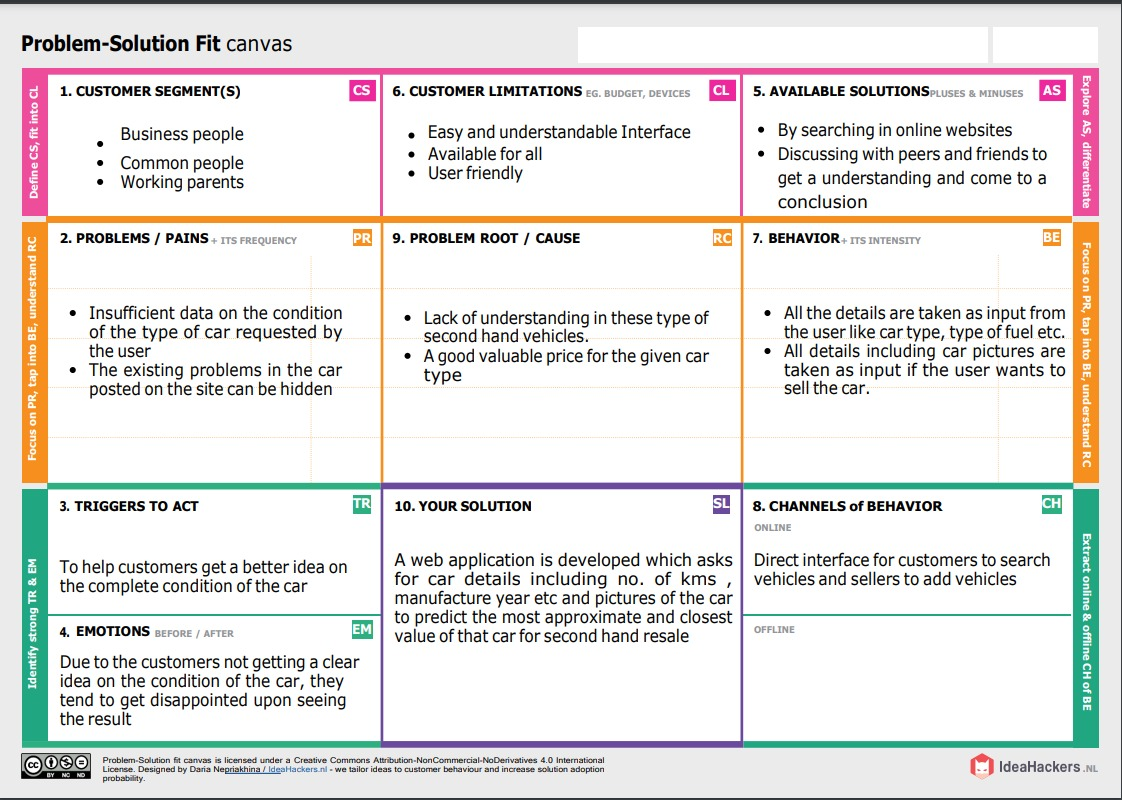 Problem-Solution Fit canvas
Define CS, fit into CL
1. CUSTOMER SEGMENT(S)
CS
• Business people
• Common people
• Working parents
6. CUSTOMER LIMITATIONS EG. BUDGET, DEVICES
CL
• Easy and understandable Interface
• Available for all
• User friendly
5. AVAILABLE SOLUTIONS PLUSES & MINUSES
AS
• By searching in online websites
• Discussing with peers and friends to
get a understanding and come to a
conclusion
Explore AS, differentiate
Focus on PR, tap into BE, understand RC
2. PROBLEMS / PAINS + ITS FREQUENCY
PR
• Insufficient data on the condition
of the type of car requested by
the user
• The existing problems in the car
posted on the site can be hidden
9. PROBLEM ROOT / CAUSE
RC
• Lack of understanding in these type of
second hand vehicles.
• A good valuable price for the given car
type
7. BEHAVIOR + ITS INTENSITY
BE
• All the details are taken as input from
the user like car type, type of fuel etc.
• All details including car pictures are
taken as input if the user wants to
sell the car.
Focus on PR, tap into BE, understand RC
Identify strong TR & EM
3. TRIGGERS TO ACT
TR
To help customers get a better idea on
the complete condition of the car
4. EMOTIONS BEFORE / AFTER
EM
Due to the customers not getting a clear
idea on the condition of the car, they
tend to get disappointed upon seeing
the result
10. YOUR SOLUTION
SL
A web application is developed which asks
for car details including no. of kms ,
manufacture year etc and pictures of the car
to predict the most approximate and closest
value of that car for second hand resale
8. CHANNELS of BEHAVIOR
CH
ONLINE
Direct interface for customers to search
vehicles and sellers to add vehicles
OFFLINE
Extract online & offline CH of BE
cc BY NC ND
Problem-Solution fit canvas is licensed under a Creative Commons Attribution-NonCommercial-NoDerivatives 4.0 International
License. Designed by Daria Nepriakhina / IdeaHackers.nl - we tailor ideas to customer behaviour and increase solution adoption
probability.
IdeaHackers .NL